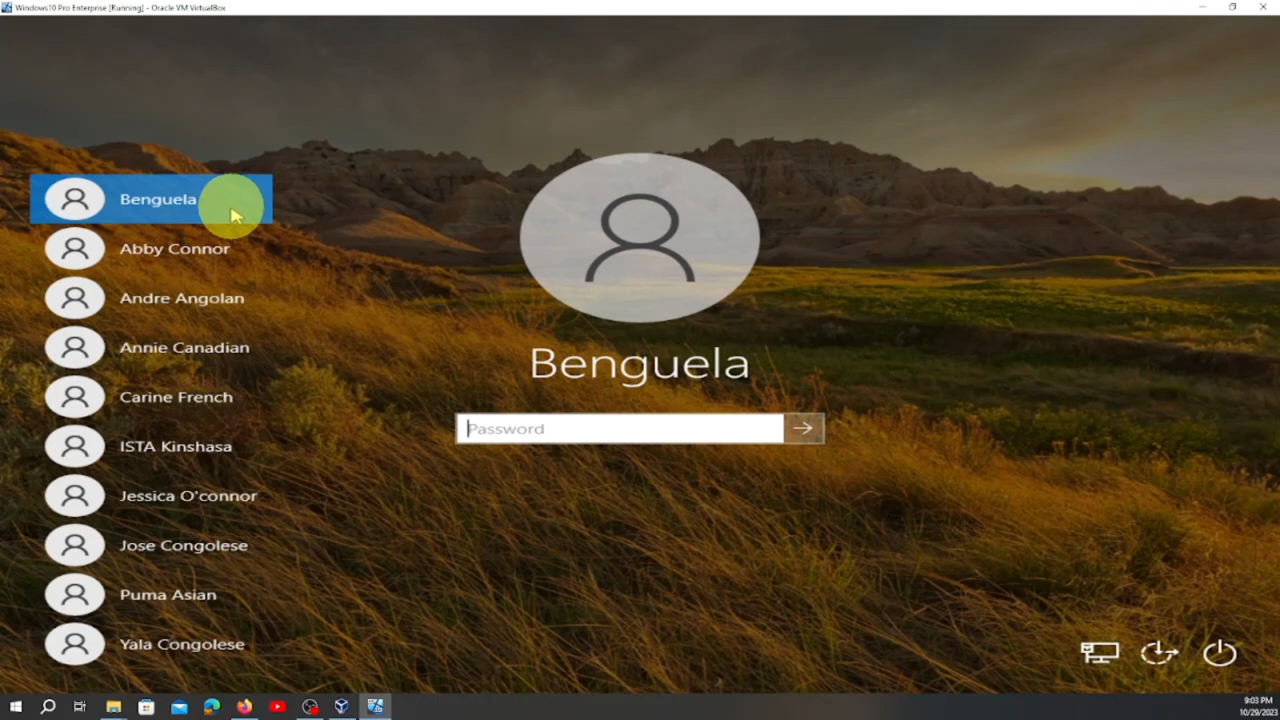 Windows10 Pro Enterprise [Running] - Oracle VM VirtualBox
Benguela
Abby Connor
Andre Angolan
Annie Canadian
Carine French
ISTA Kinshasa
Jessica O'connor
Jose Congolese
Puma Asian
Yala Congolese
Benguela
Password
9:03 PM
10/29/2023